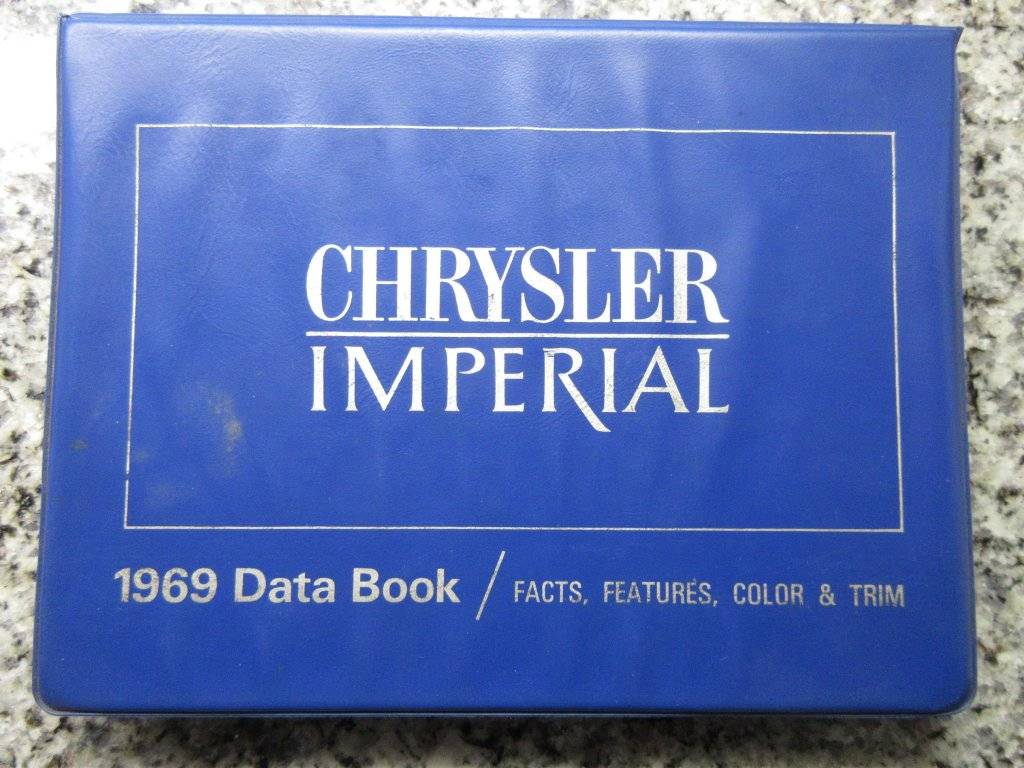 CHRYSLER
IMPERIAL
1969 Data Book / FACTS, FEATURES, COLOR & TRIM